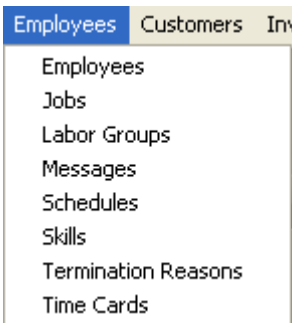 Employees Customers
Employees
Jobs
Labor Groups
Messages
Schedules
Skills
Termination Reasons
Time Cards